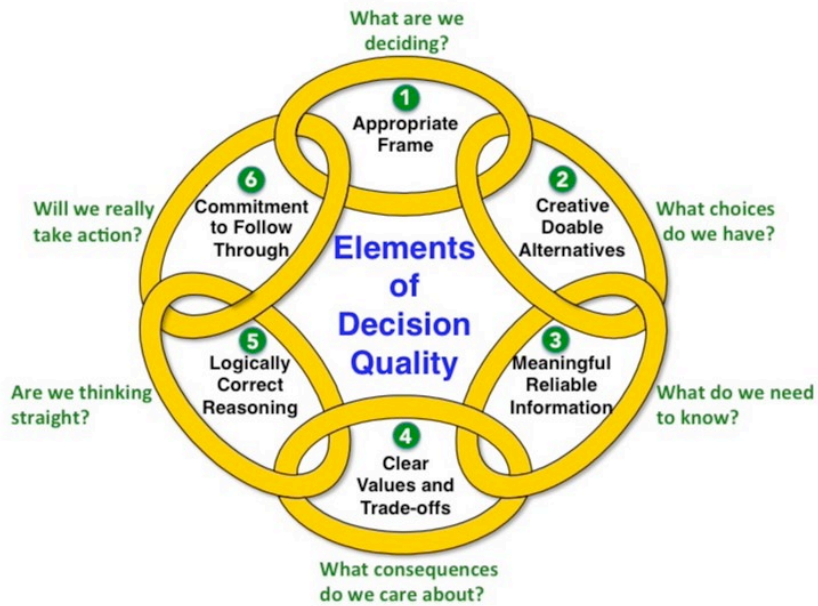 What are we
deciding?
1
Appropriate
Frame
6
Commitment
to Follow
Through
2
Creative
Doable
Alternatives
Will we really
take action?
What choices
do we have?
Elements
of
Decision
Quality
5
Logically
Correct
Reasoning
3
Meaningful
Reliable
Information
Are we thinking
straight?
What do we need
to know?
4
Clear
Values and
Trade-offs
What consequences
do we care about?